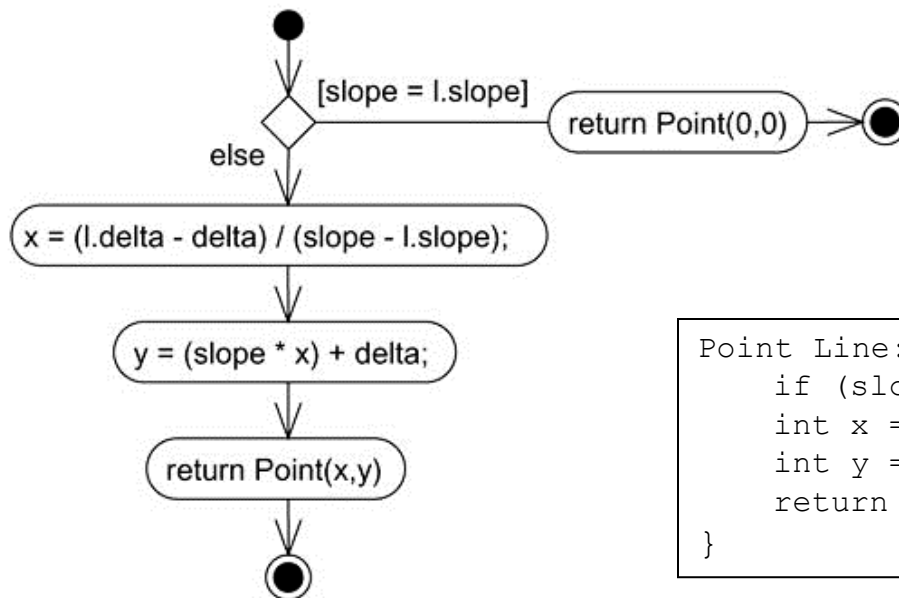 [slope = l.slope]
return Point(0,0)
else
x = (l.delta - delta) / (slope - l.slope);
y = (slope * x) + delta;
return Point(x,y)
Point Line:
if (slo
int x =
int y =
return
}